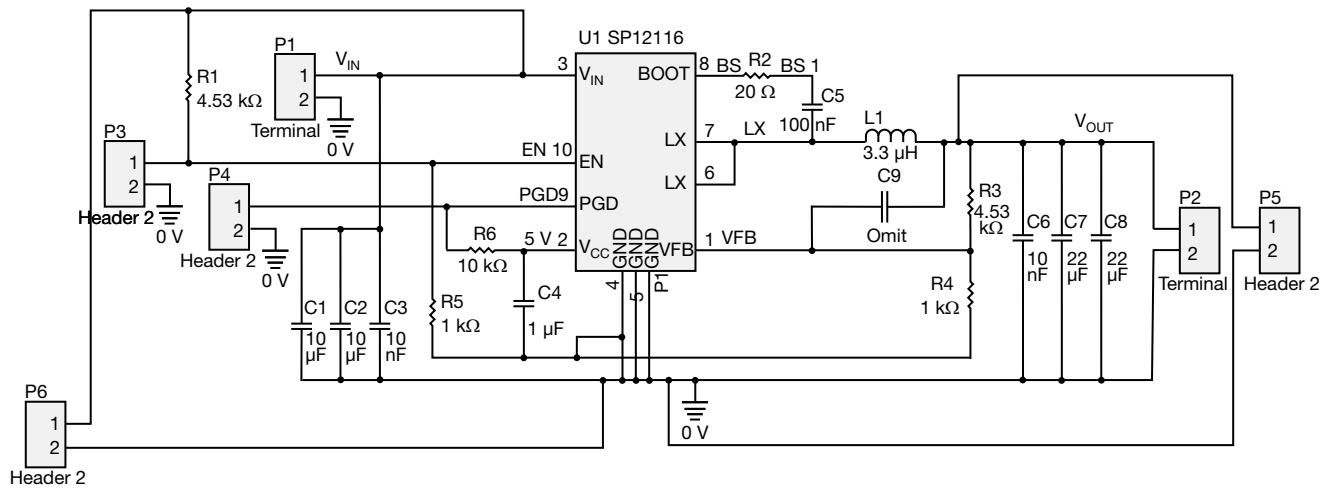 U1 SP12116
P1
1
2
Terminal
0 V
V_IN
R1
4.53 kΩ
P3
1
2
Header 2
0 V
P4
1
2
Header 2
0 V
3
V_IN
EN 10
EN
PGD9
PGD
5 V 2
V_CC
R6
10 kΩ
C4
1 µF
R5
1 kΩ
C1
10
µF
C2
10
µF
C3
10
nF
GND
GND
GND
4
5
P1
BOOT
8
BS
R2
20 Ω
BS 1
C5
100 nF
LX
7
LX
LX
6
VFB
1
VFB
L1
3.3 µH
C9
Omit
R3
4.53
kΩ
R4
1 kΩ
V_OUT
C6
10
nF
C7
22
µF
C8
22
µF
P2
1
2
Terminal
P5
1
2
Header 2
0 V
P6
1
2
Header 2